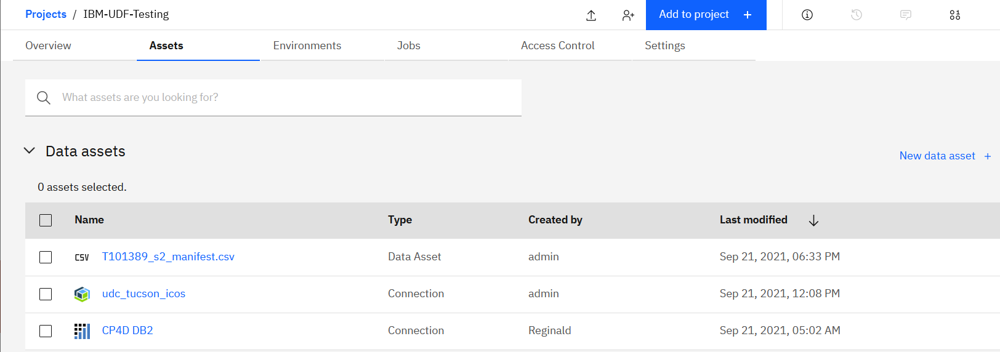 Projects / IBM-UDF-Testing
Add to project +
Overview Assets Environments Jobs Access Control Settings
What assets are you looking for?
Data assets
New data asset +
0 assets selected.
Name Type Created by Last modified
CSV T101389_s2_manifest.csv Data Asset admin Sep 21, 2021, 06:33 PM
udc_tucson_icos Connection admin Sep 21, 2021, 12:08 PM
CP4D DB2 Connection Reginald Sep 21, 2021, 05:02 AM